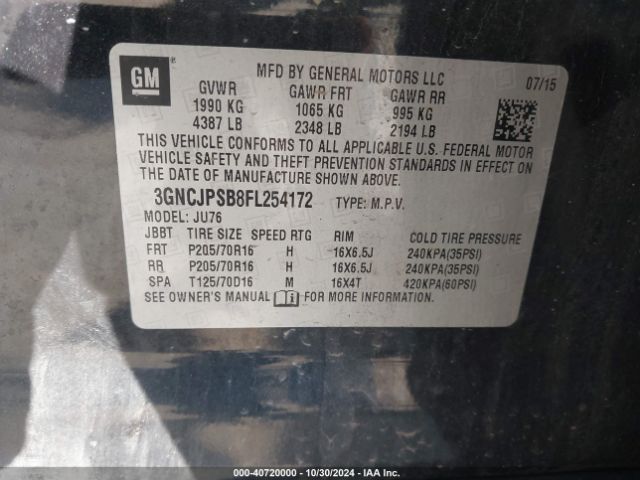 GM
MFD BY GENERAL MOTORS LLC
07/15
GVWR GAWR FRT GAWR RR
1990 KG 1065 KG 995 KG
4387 LB 2348 LB 2194 LB
THIS VEHICLE CONFORMS TO ALL APPLICABLE U.S. FEDERAL MOTOR
VEHICLE SAFETY AND THEFT PREVENTION STANDARDS IN EFFECT ON
THE DATE OF MANUFACTURE SHOWN ABOVE.
3GNCJPSB8FL254172 TYPE: M.P.V.
MODEL: JU76
JBBT TIRE SIZE SPEED RTG RIM COLD TIRE PRESSURE
FRT P205/70R16 H 16X6.5J 240KPA(35PSI)
RR P205/70R16 H 16X6.5J 240KPA(35PSI)
SPA T125/70D16 M 16X4T 420KPA(60PSI)
SEE OWNER'S MANUAL FOR MORE INFORMATION.
000-40720000 - 10/30/2024 - IAA Inc.